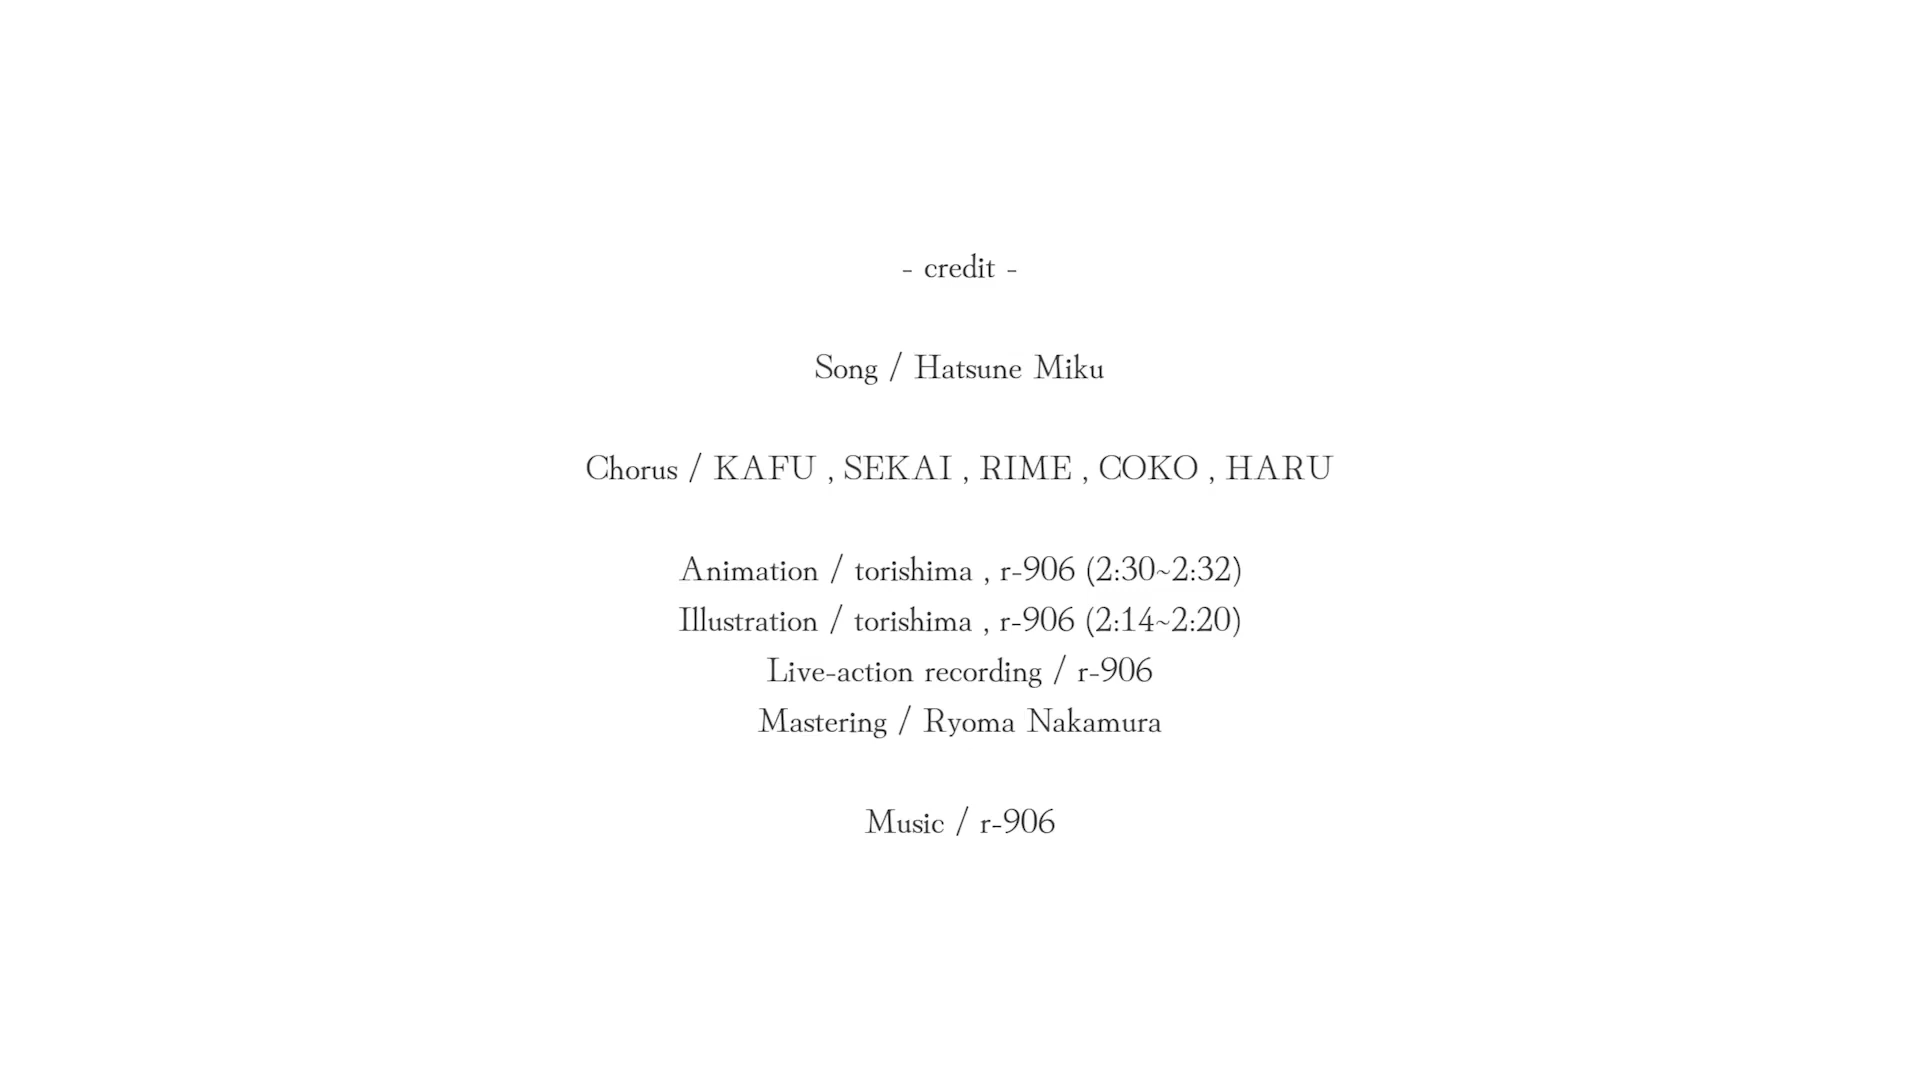 - credit -
Song / Hatsune Miku
Chorus / KAFU , SEKAI , RIME , COKO , HARU
Animation / torishima , r-906 (2:30~2:32)
Illustration / torishima , r-906 (2:14~2:20)
Live-action recording / r-906
Mastering / Ryoma Nakamura
Music / r-906